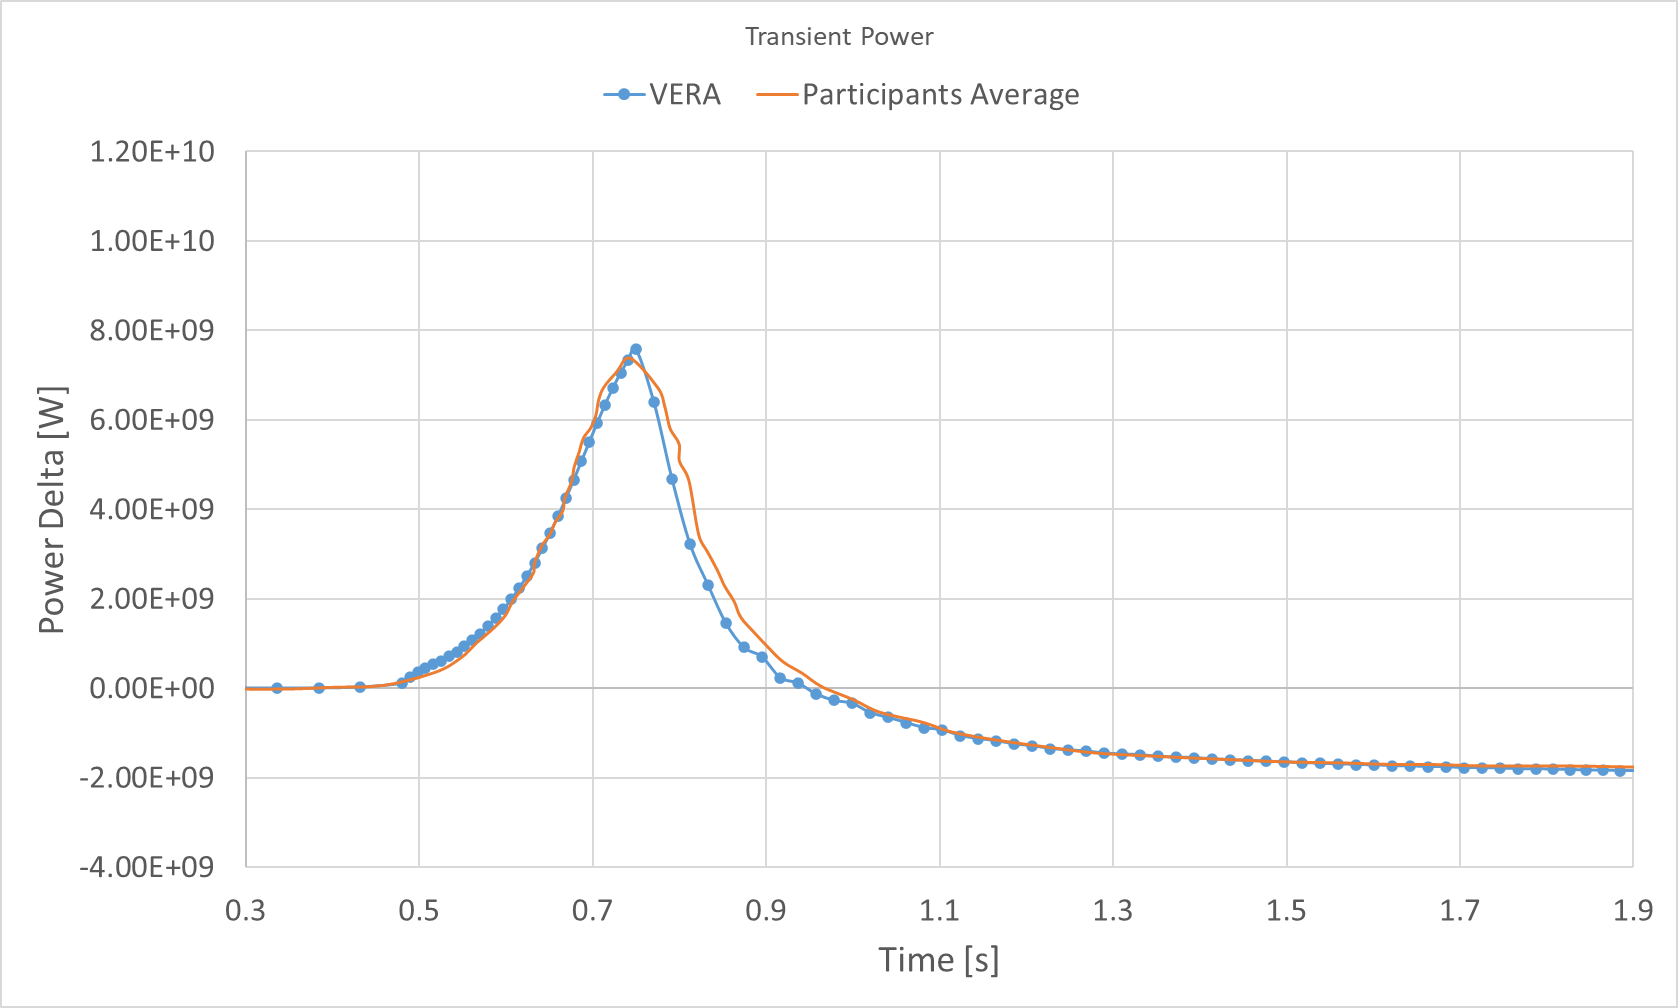 Transient Power
VERA Participants Average
1.20E+10
1.00E+10
8.00E+09
6.00E+09
4.00E+09
2.00E+09
0.00E+00
-2.00E+09
-4.00E+09
Power Delta [W]
0.3 0.5 0.7 0.9 1.1 1.3 1.5 1.7 1.9
Time [s]